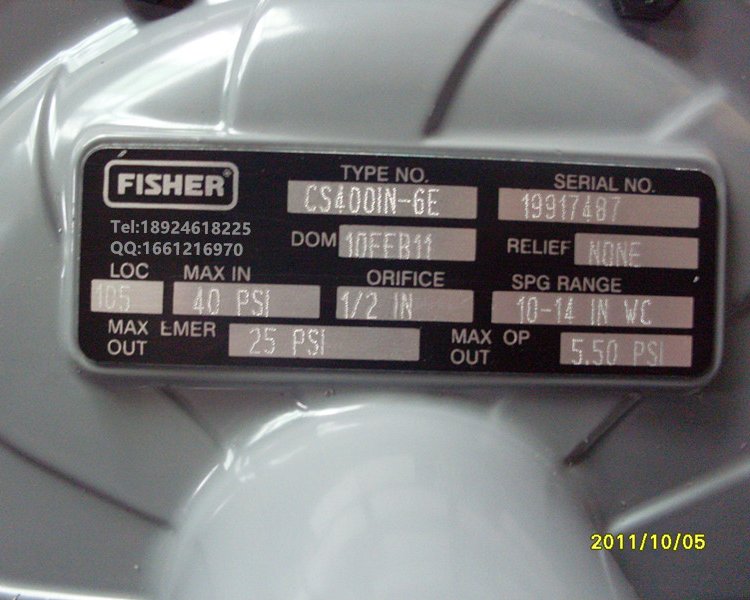 FISHER®
TYPE NO.
CS400IN-6E
SERIAL NO.
19917487
Tel:18924618225
QQ:1661216970
DOM 10FEB11
RELIEF NONE
LOC MAX IN ORIFICE SPG RANGE
105 40 PSI 1/2 IN 10-14 IN WC
MAX EMER OUT 25 PSI
MAX OP OUT 5.50 PSI
2011/10/05